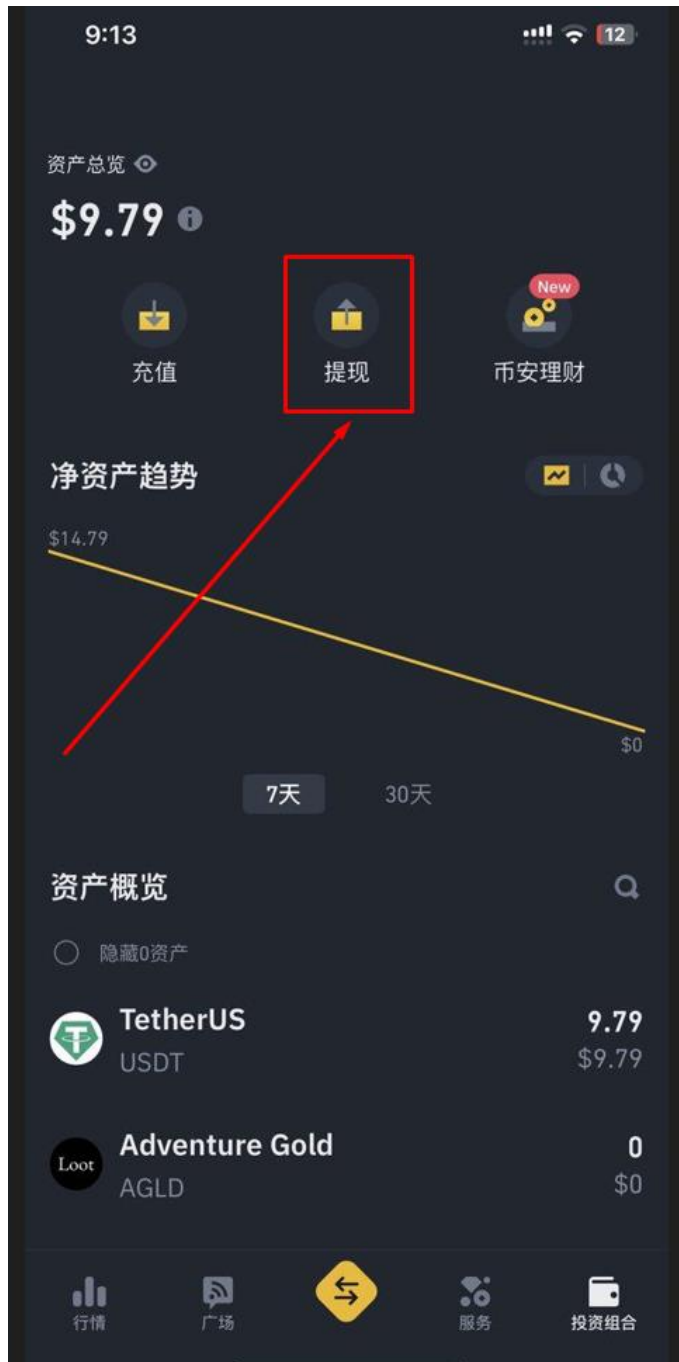 9:13
12
资产总览
$9.79
New
充值
提现
币安理财
净资产趋势
$14.79
$0
7天
30天
资产概览
隐藏0资产
TetherUS
9.79
USDT
$9.79
Loot
Adventure Gold
0
AGLD
$0
行情
广场
服务
投资组合